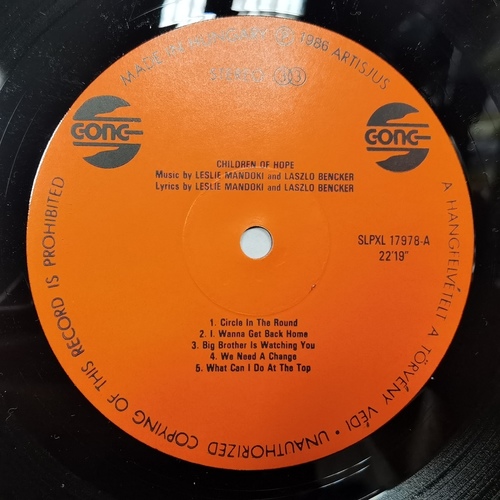 MADE IN HUNGARY Ⓟ 1986 ARTISJUS
STEREO 33
GONG
GONG
CHILDREN OF HOPE
Music by LESLIE MANDOKI and LASZLO BENCKER
Lyrics by LESLIE MANDOKI and LASZLO BENCKER
SLPXL 17978-A
22'19"
1. Circle In The Round
2. I. Wanna Get Back Home
3. Big Brother Is Watching You
4. We Need A Change
5. What Can I Do At The Top
A HANGFELVÉTELT A TÖRVÉNY VÉDI • UNAUTHORIZED COPYING OF THIS RECORD IS PROHIBITED